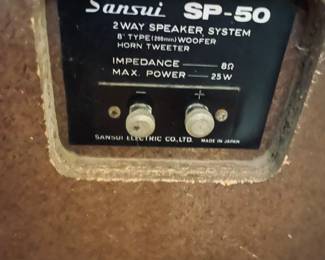 Sansui SP-50
2 WAY SPEAKER SYSTEM
8" TYPE (200mm) WOOFER
HORN TWEETER
IMPEDANCE — 8Ω
MAX. POWER — 25W
− +
SANSUI ELECTRIC CO., LTD. MADE IN JAPAN